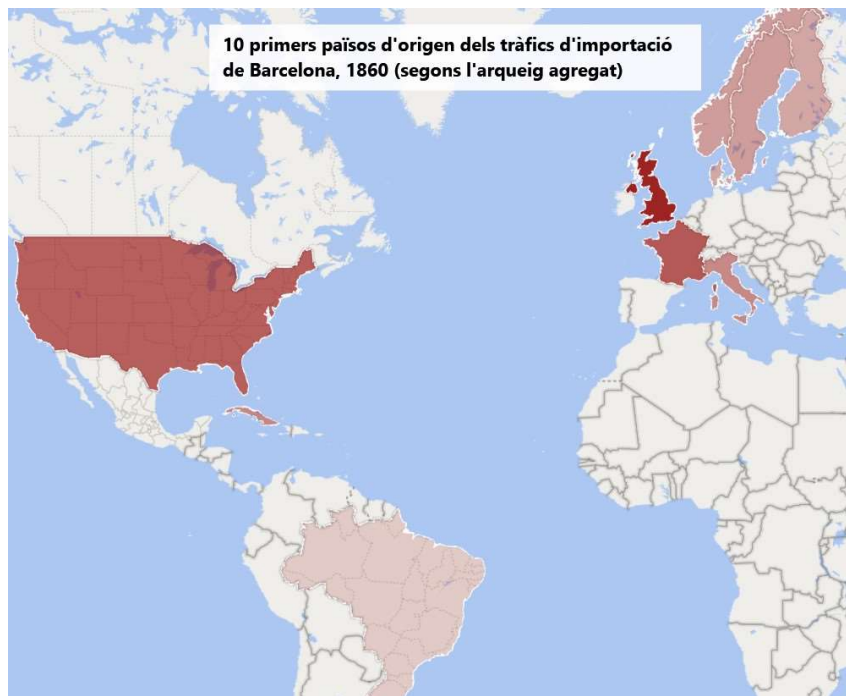 10 primers països d'origen dels tràfics d'importació
de Barcelona, 1860 (segons l'arqueig agregat)